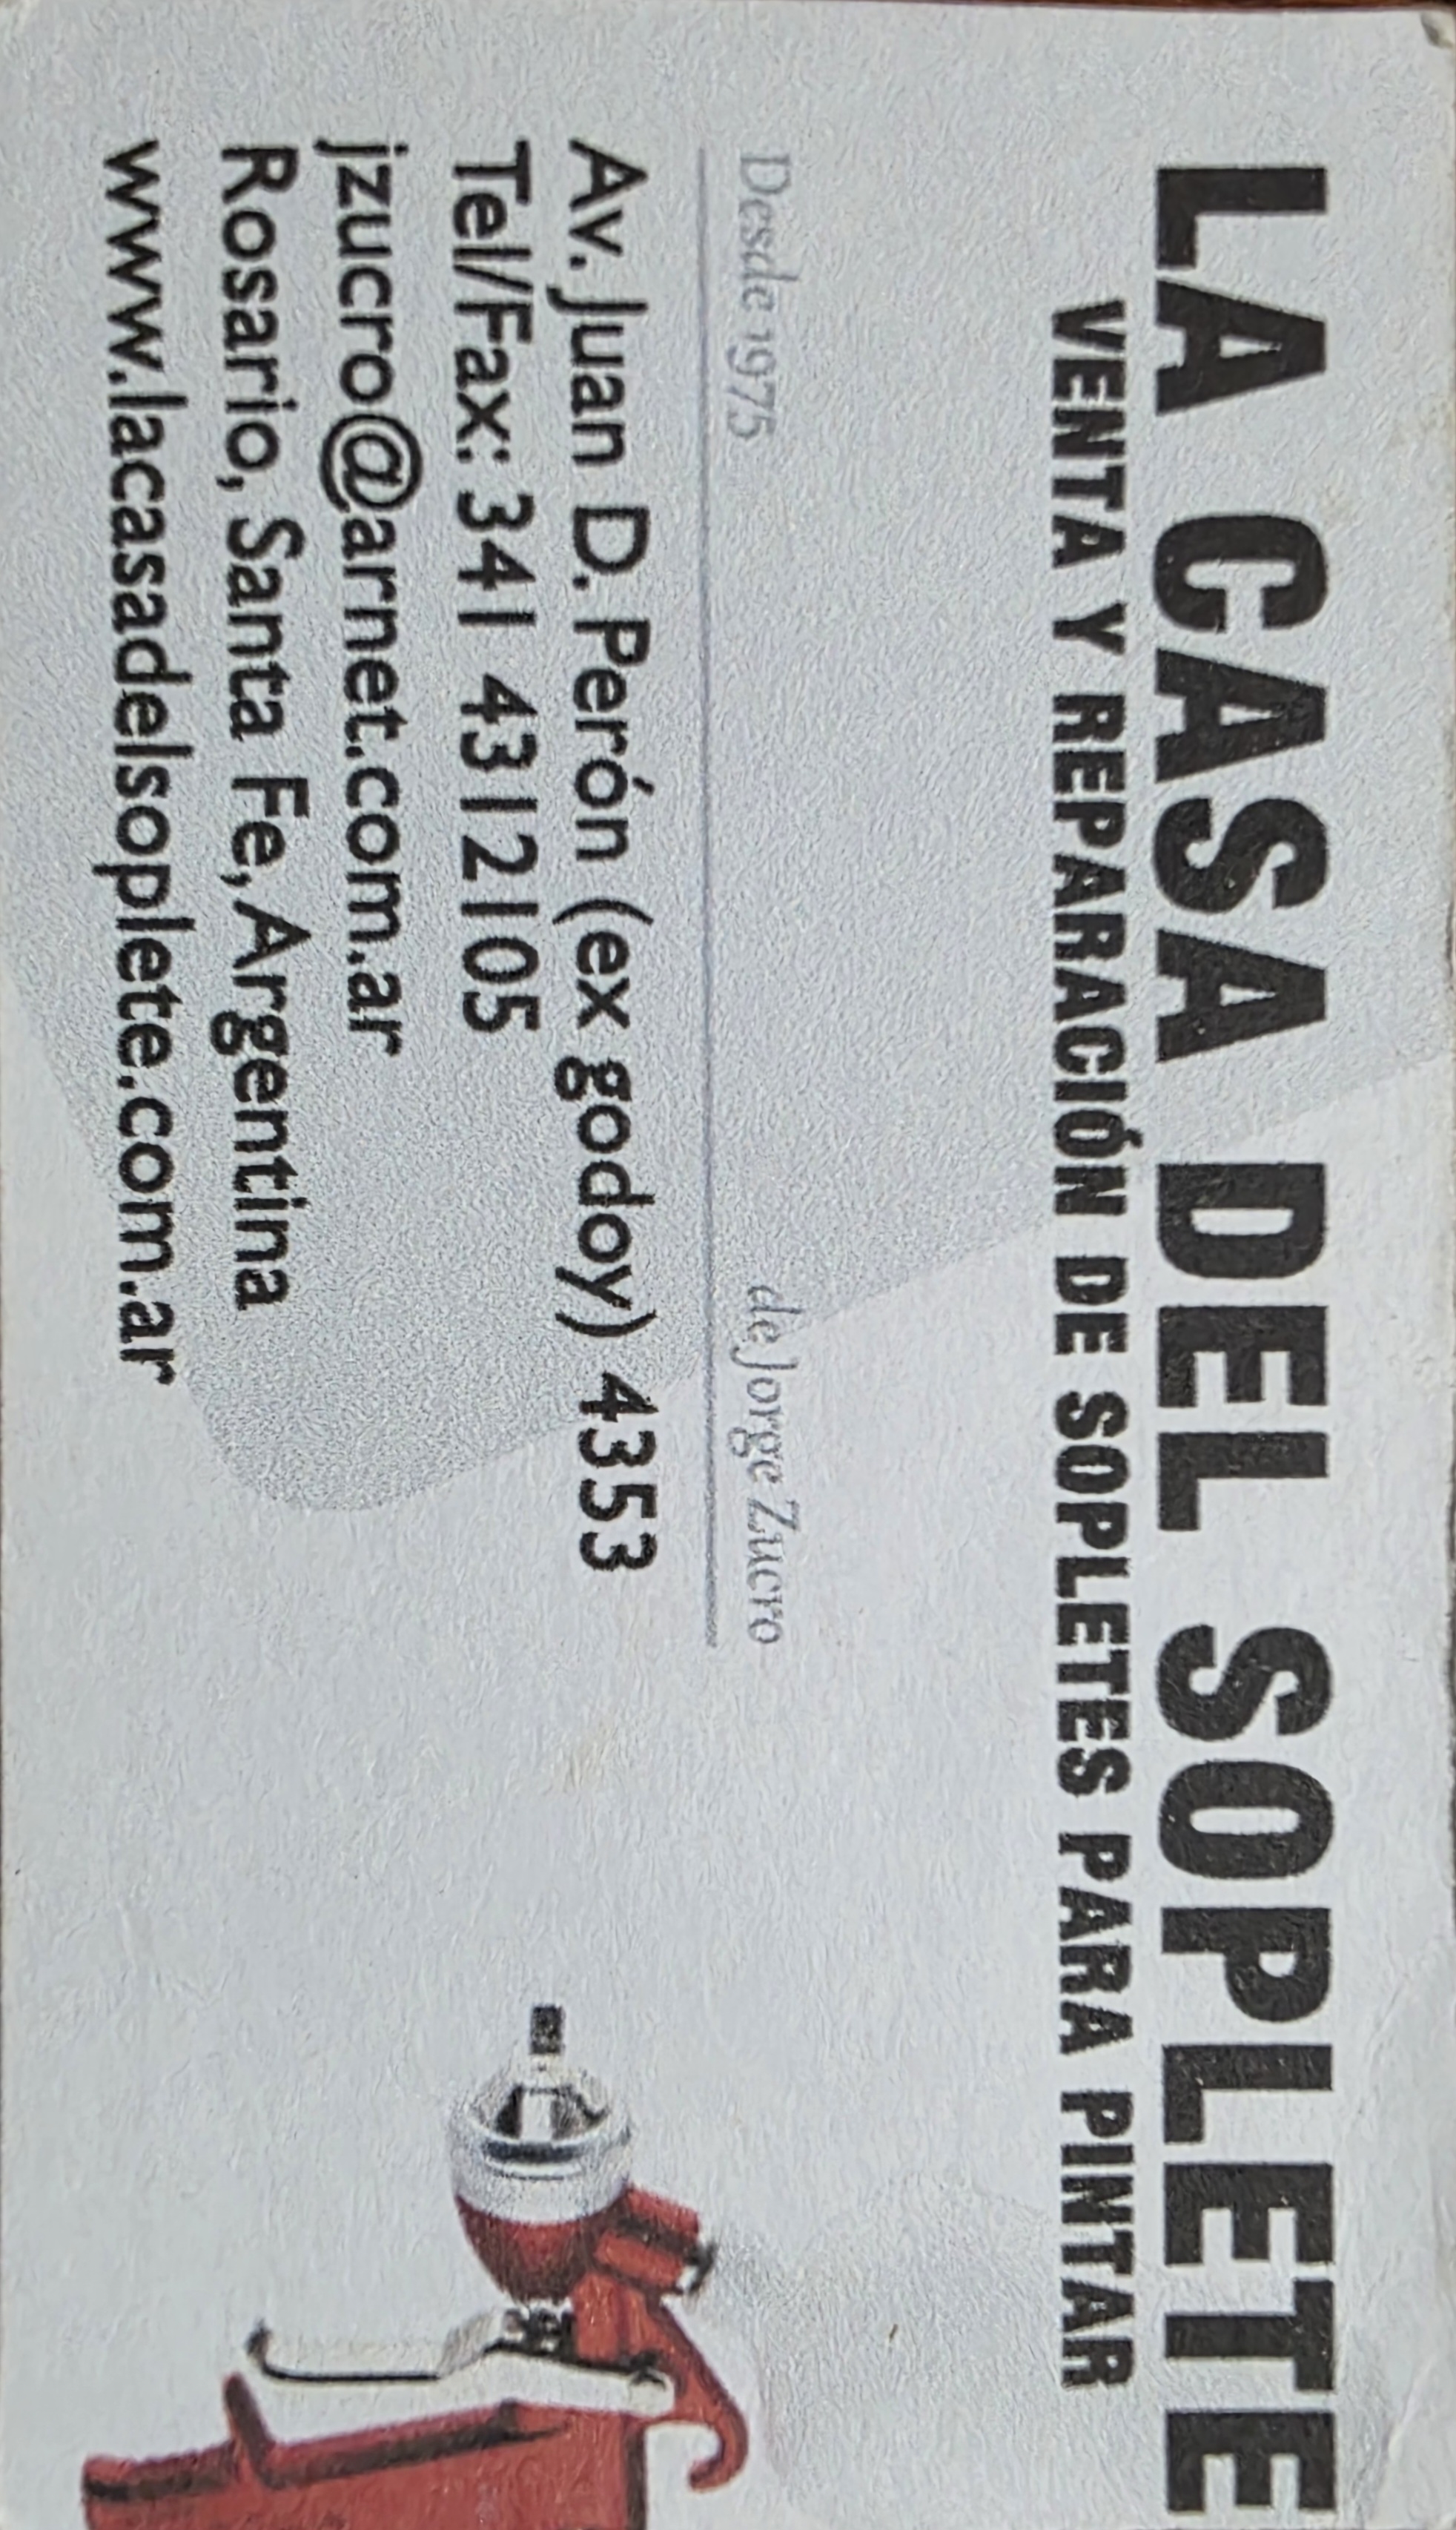 LA CASA DEL SOPLETE
VENTA Y REPARACIÓN DE SOPLETES PARA PINTAR
Desde 1975 de Jorge Zucro
Av. Juan D. Perón (ex godoy) 4353
Tel/Fax: 341 4312105
jzucro@arnet.com.ar
Rosario, Santa Fe, Argentina
www.lacasadelsoplete.com.ar